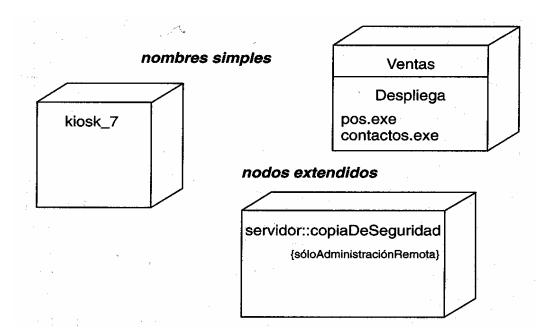 nombres simples
kiosk_7
Ventas
Despliega
pos.exe
contactos.exe
nodos extendidos
servidor::copiaDeSeguridad
{sóloAdministraciónRemota}